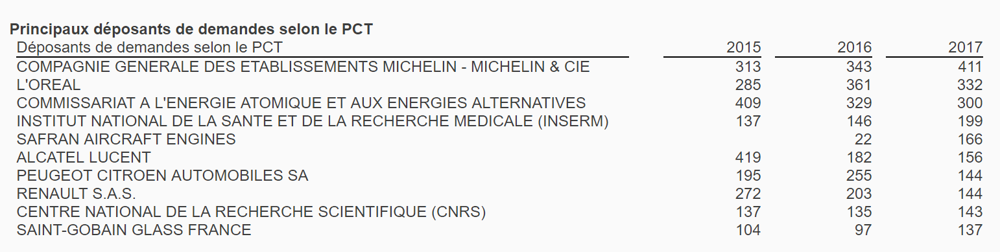 Principaux déposants de demandes selon le PCT
Déposants de demandes selon le PCT 2015 2016 2017
COMPAGNIE GENERALE DES ETABLISSEMENTS MICHELIN - MICHELIN & CIE 313 343 411
L'OREAL 285 361 332
COMMISSARIAT A L'ENERGIE ATOMIQUE ET AUX ENERGIES ALTERNATIVES 409 329 300
INSTITUT NATIONAL DE LA SANTE ET DE LA RECHERCHE MEDICALE (INSERM) 137 146 199
SAFRAN AIRCRAFT ENGINES 22 166
ALCATEL LUCENT 419 182 156
PEUGEOT CITROEN AUTOMOBILES SA 195 255 144
RENAULT S.A.S. 272 203 144
CENTRE NATIONAL DE LA RECHERCHE SCIENTIFIQUE (CNRS) 137 135 143
SAINT-GOBAIN GLASS FRANCE 104 97 137